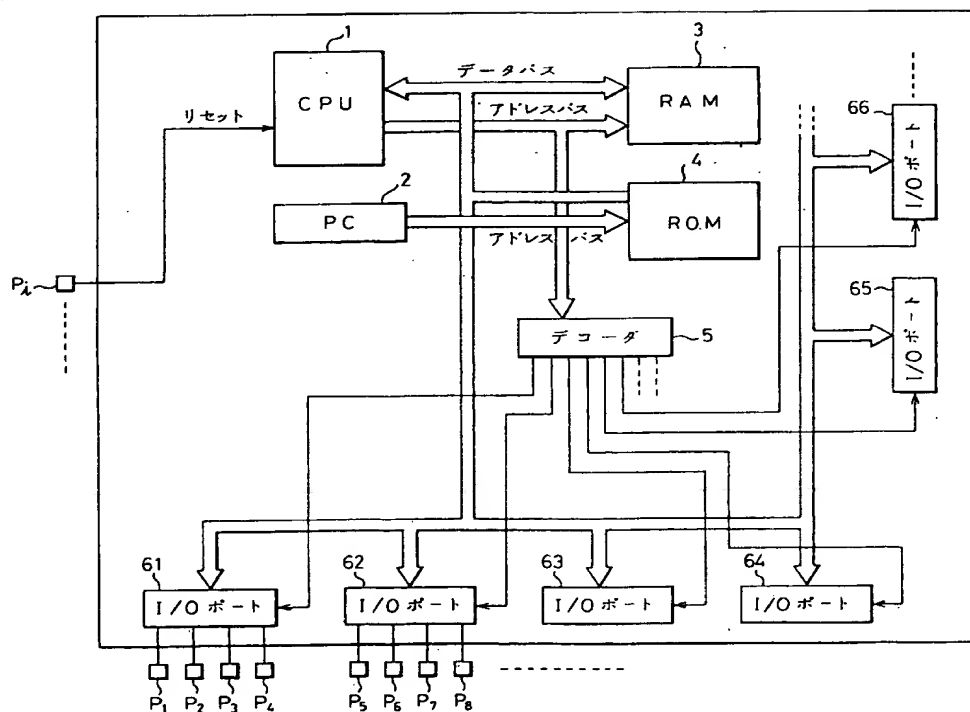 1
CPU
データバス
3
RAM
アドレスバス
リセット
2
PC
アドレスバス
4
ROM
Pi
デコーダ
5
66
I/Oポート
65
I/Oポート
61
I/Oポート
62
I/Oポート
63
I/Oポート
64
I/Oポート
P1
P2
P3
P4
P5
P6
P7
P8